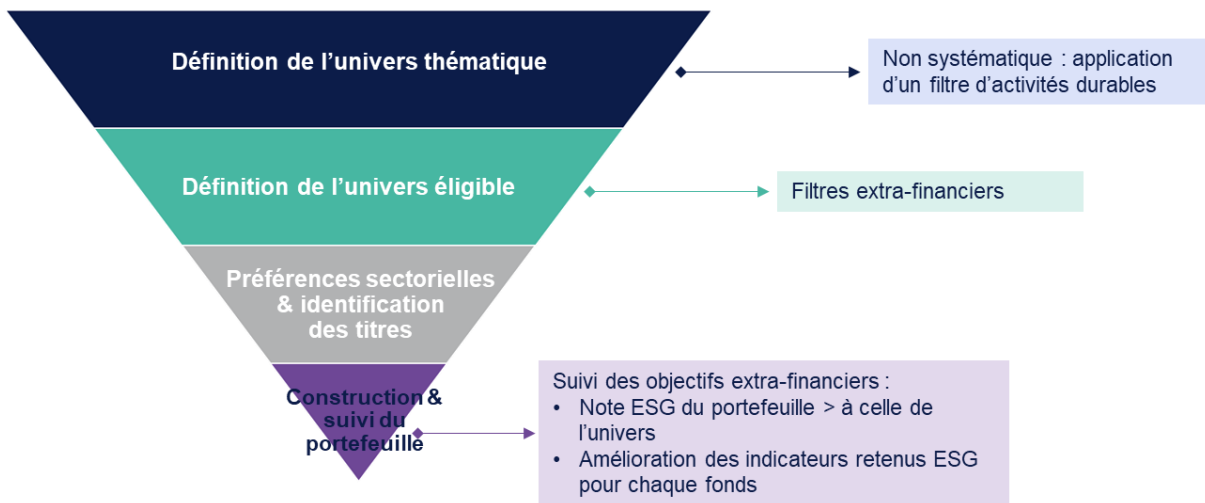 Définition de l’univers thématique
Non systématique : application
d’un filtre d’activités durables
Définition de l’univers éligible
Filtres extra-financiers
Préférences sectorielles
& identification
des titres
Construction &
suivi du
portefeuille
Suivi des objectifs extra-financiers :
• Note ESG du portefeuille > à celle de
l’univers
• Amélioration des indicateurs retenus ESG
pour chaque fonds